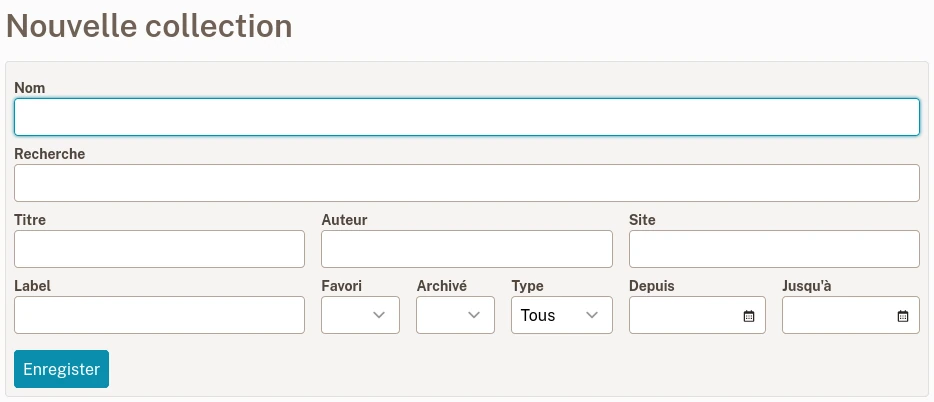 Nouvelle collection
Nom
Recherche
Titre Auteur Site
Label Favori Archivé Type Depuis Jusqu'à
Tous
Enregister